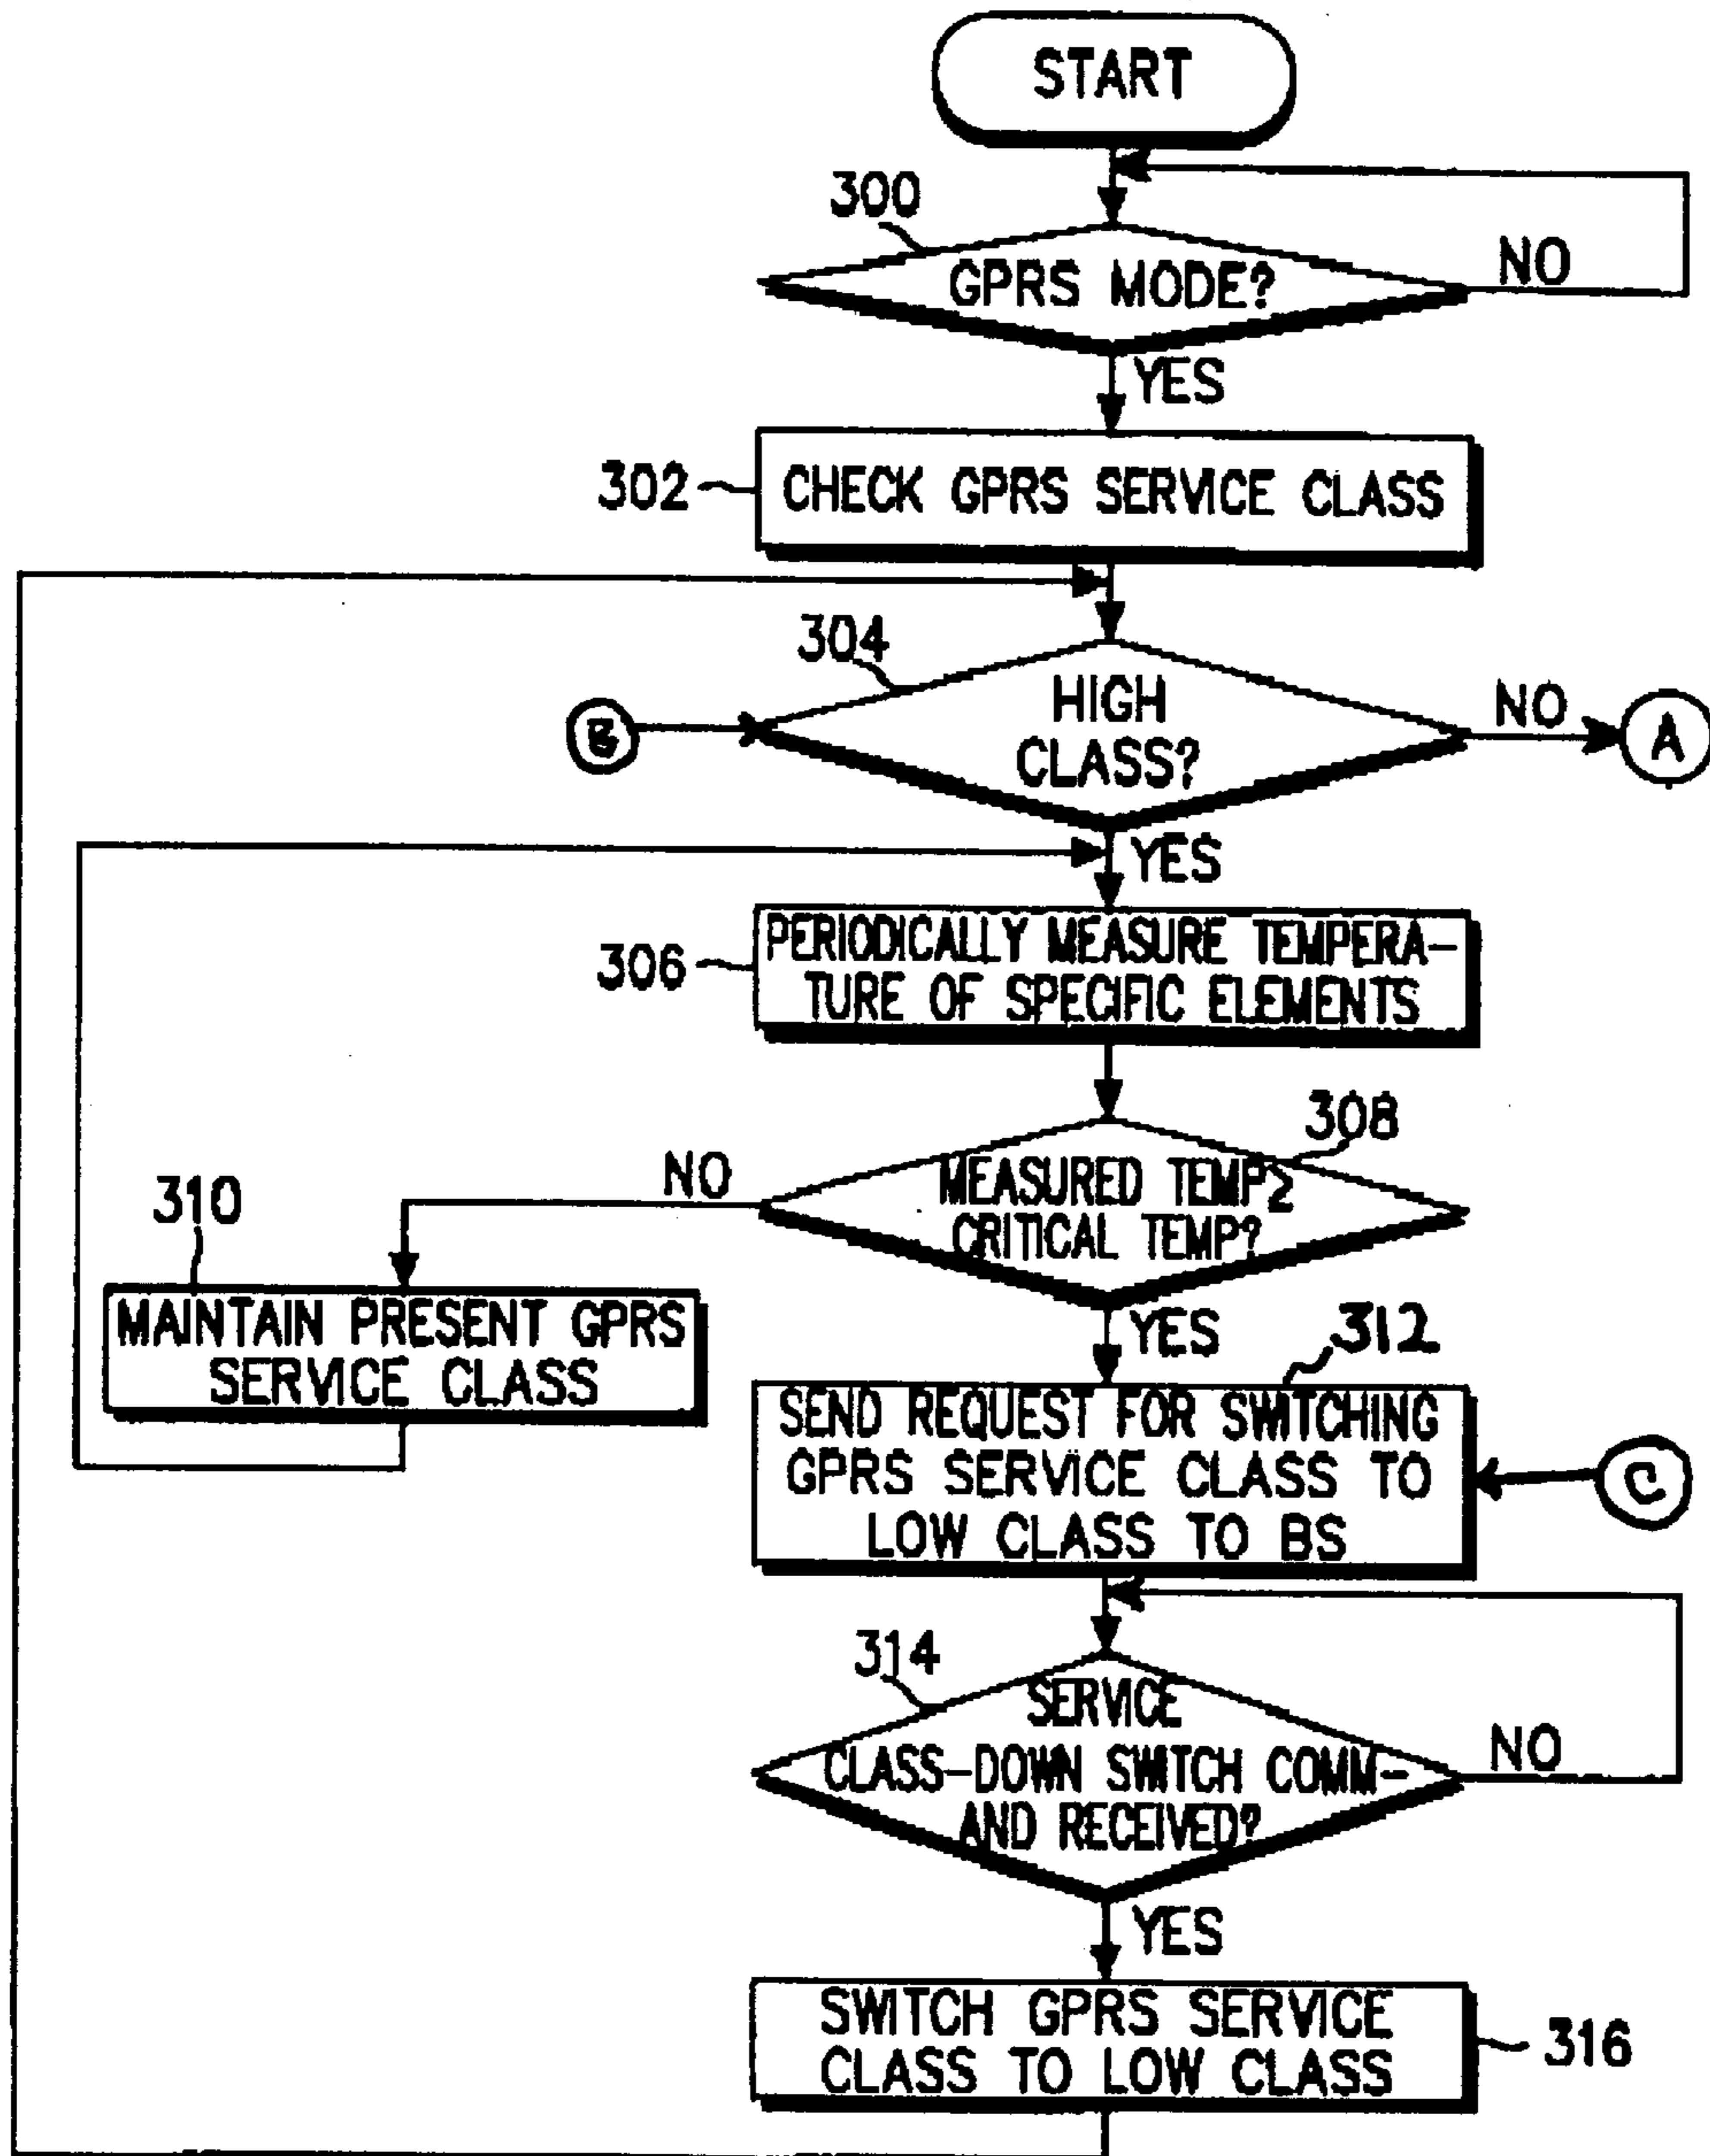 START
300
GPRS MODE?
NO
YES
302
CHECK GPRS SERVICE CLASS
304
HIGH
CLASS?
NO
A
B
YES
306
PERIODICALLY MEASURE TEMPERA-
TURE OF SPECIFIC ELEMENTS
308
MEASURED TEMP≥
CRITICAL TEMP?
NO
310
MAINTAIN PRESENT GPRS
SERVICE CLASS
YES
312
SEND REQUEST FOR SWITCHING
GPRS SERVICE CLASS TO
LOW CLASS TO BS
C
314
SERVICE
CLASS-DOWN SWITCH COMM-
AND RECEIVED?
NO
YES
SWITCH GPRS SERVICE
CLASS TO LOW CLASS
316